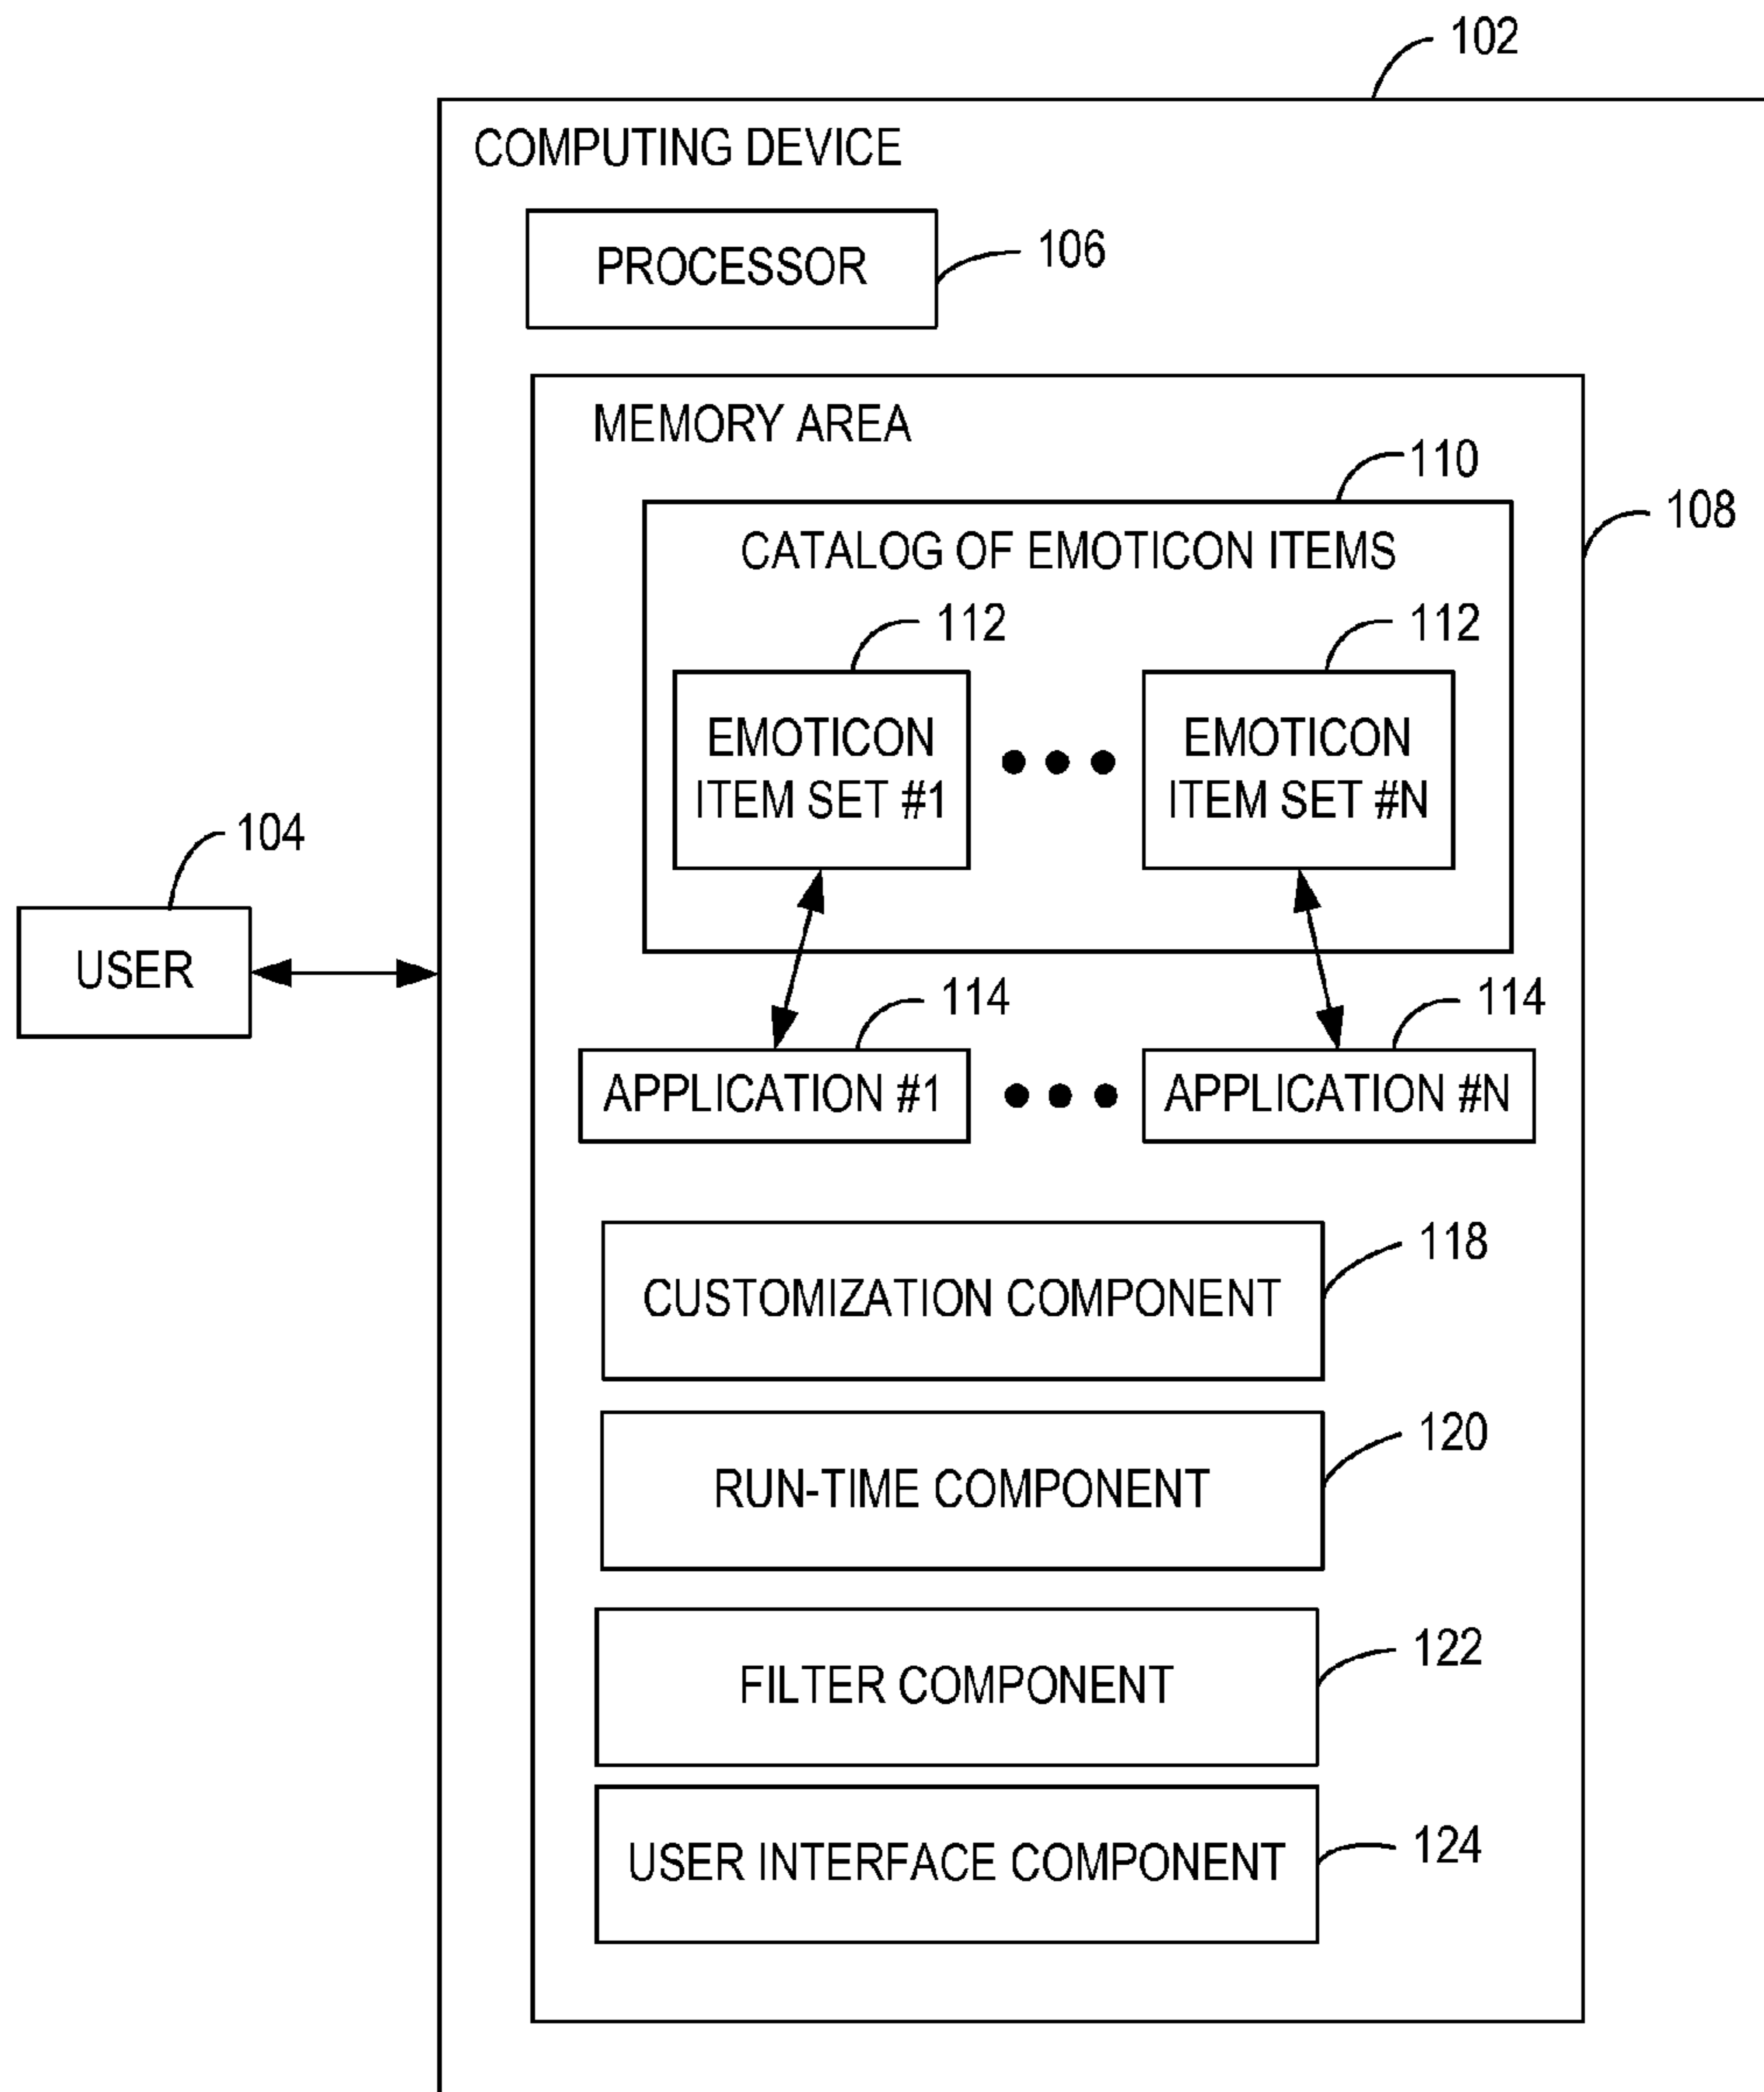 102
COMPUTING DEVICE
PROCESSOR
106
MEMORY AREA
110
108
CATALOG OF EMOTICON ITEMS
112
112
EMOTICON
ITEM SET #1
EMOTICON
ITEM SET #N
104
USER
114
114
APPLICATION #1
APPLICATION #N
118
CUSTOMIZATION COMPONENT
120
RUN-TIME COMPONENT
122
FILTER COMPONENT
124
USER INTERFACE COMPONENT